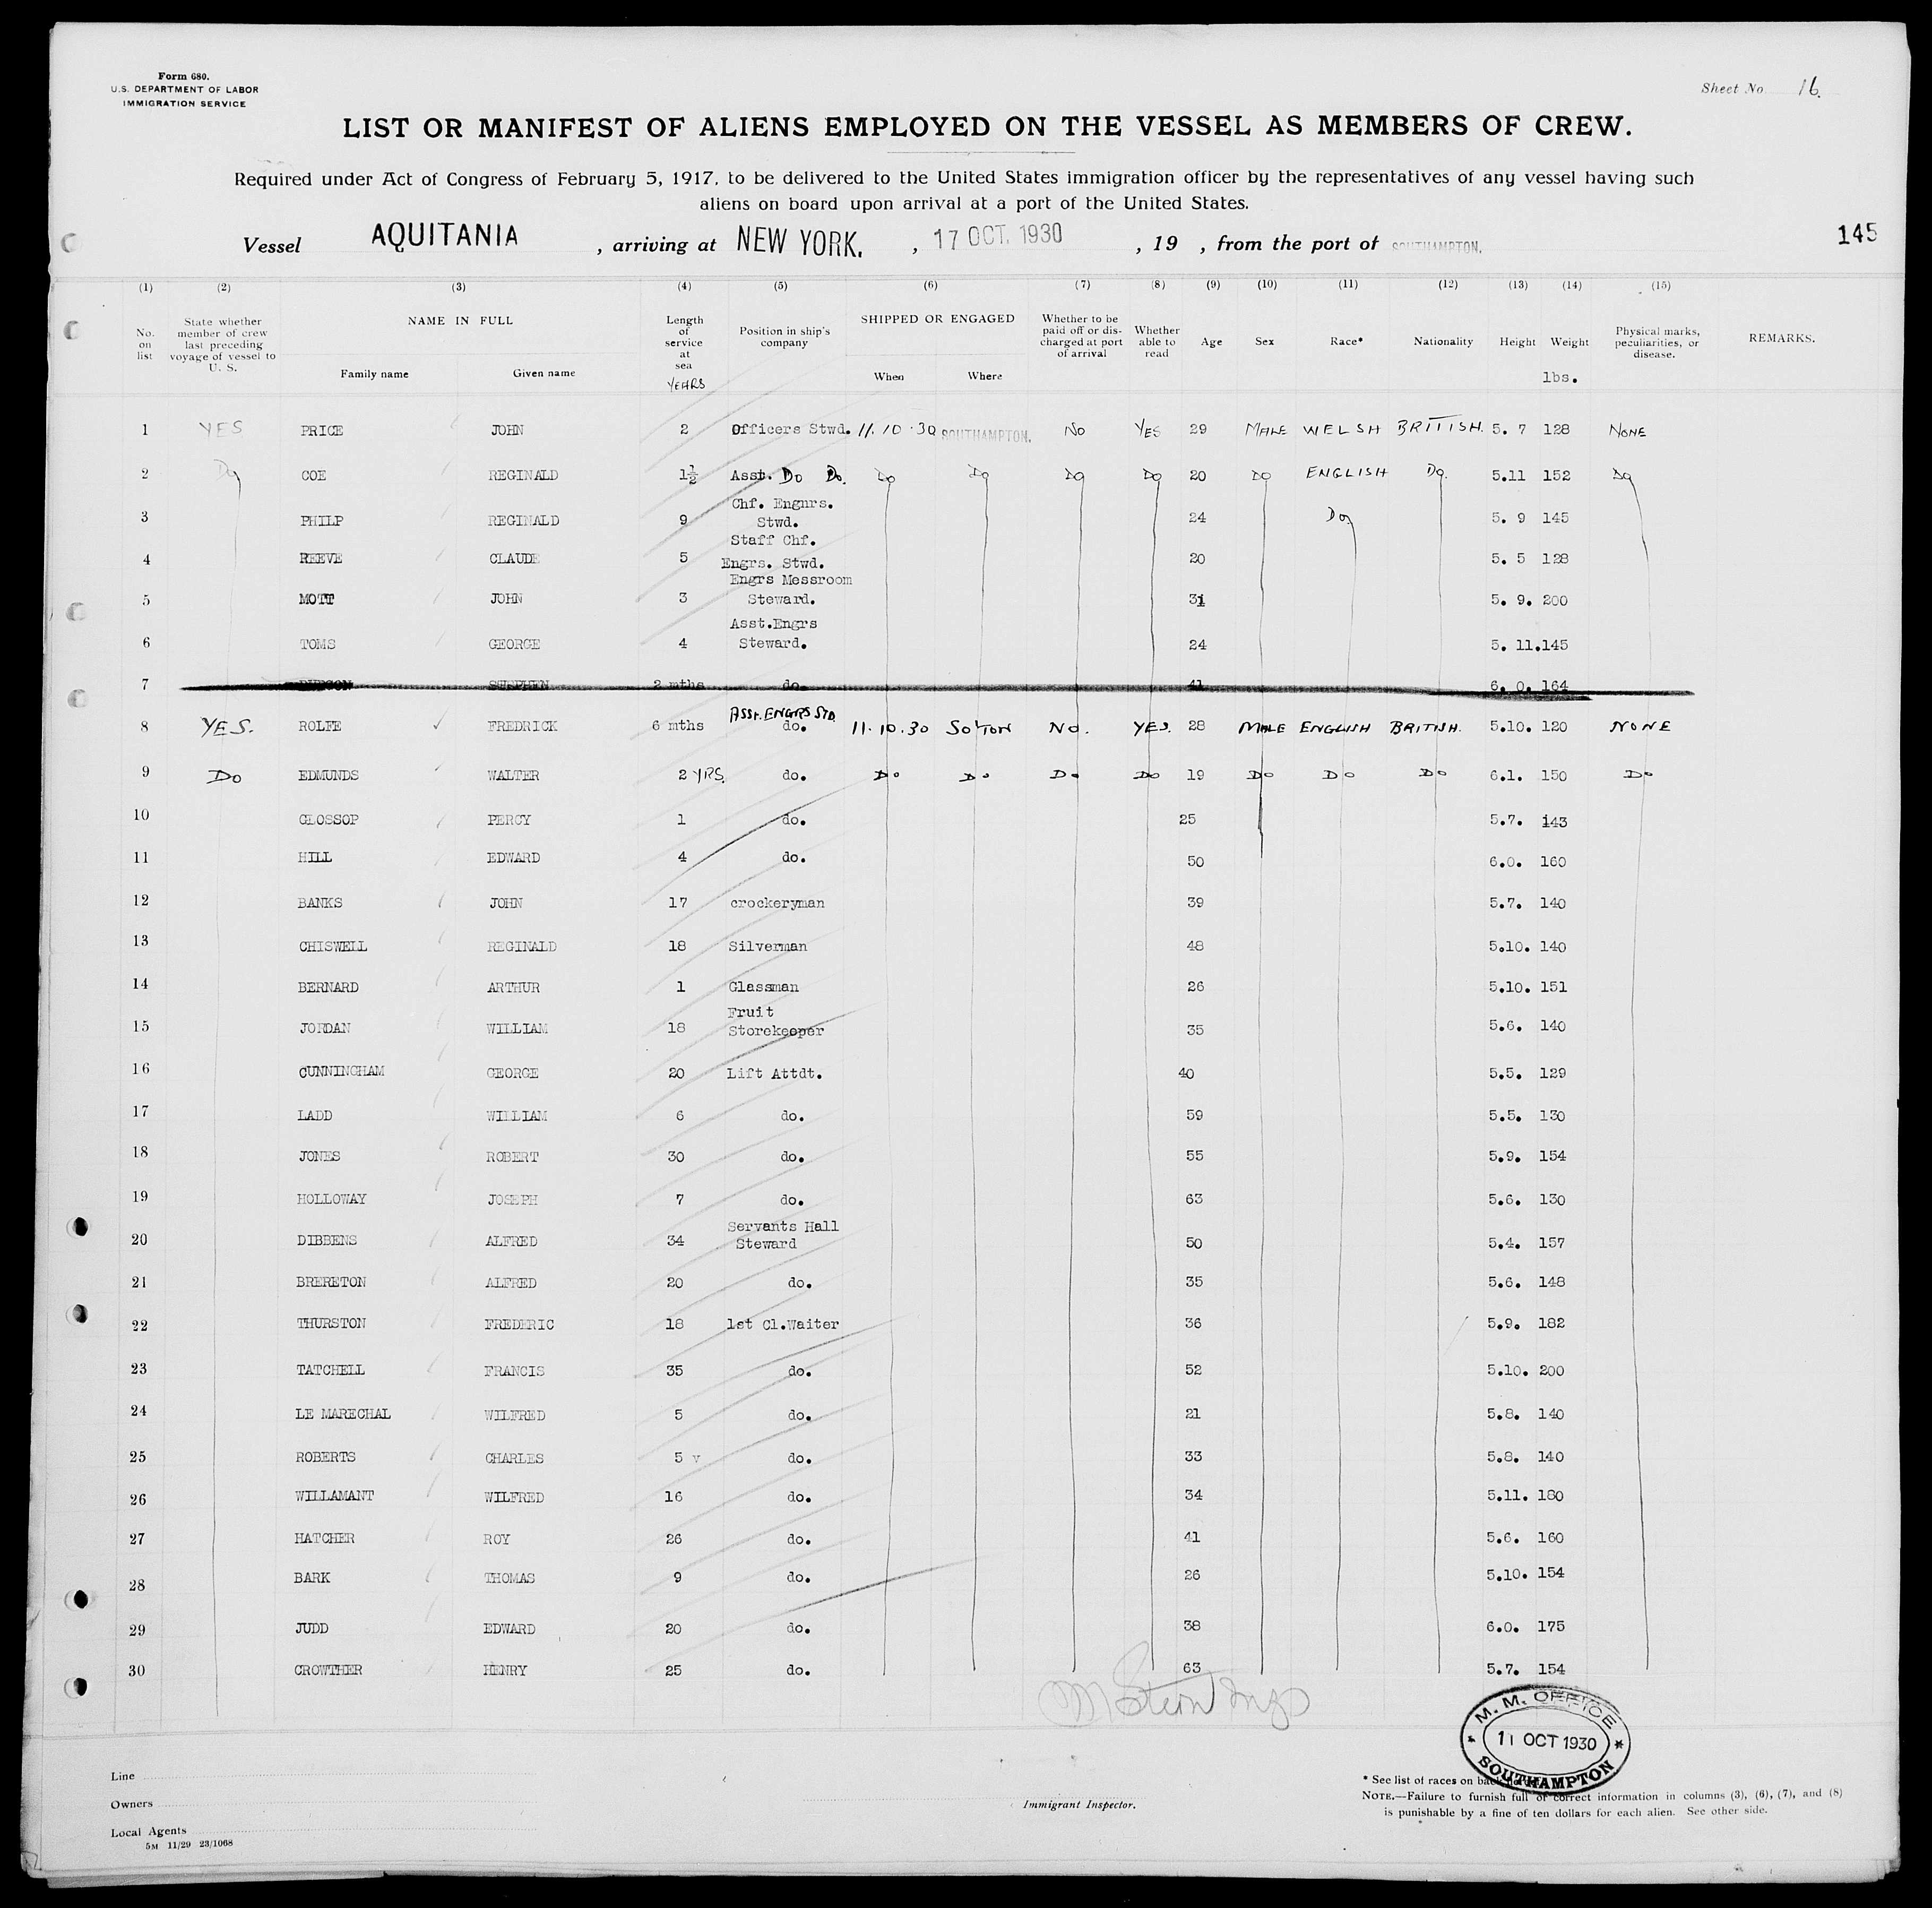 Form 680.
U.S. DEPARTMENT OF LABOR
IMMIGRATION SERVICE
Sheet No 16.
LIST OR MANIFEST OF ALIENS EMPLOYED ON THE VESSEL AS MEMBERS OF CREW.
Required under Act of Congress of February 5, 1917, to be delivered to the United States immigration officer by the representatives of any vessel having such
aliens on board upon arrival at a port of the United States.
Vessel AQUITANIA , arriving at NEW YORK. , 17 OCT. 1930 , 19 , from the port of SOUTHAMPTON. 145
(1) (2) (3) (4) (5) (6) (7) (8) (9) (10) (11) (12) (13) (14) (15)
No. on list
State whether member of crew last preceding voyage of vessel to U. S.
NAME IN FULL
Family name Given name
Length of service at sea YEARS
Position in ship's company
SHIPPED OR ENGAGED
When Where
Whether to be paid off or dis-charged at port of arrival
Whether able to read
Age Sex Race* Nationality Height Weight lbs.
Physical marks, peculiarities, or disease.
REMARKS.
1 YES PRICE JOHN 2 Officers Stwd. 11.10.30 SOUTHAMPTON. No YES 29 MALE WELSH BRITISH. 5. 7 128 NONE
2 Do COE REGINALD 1½ Asst. Do Do. Do Do Do Do 20 DO ENGLISH Do. 5.11 152 Do
3 PHILP REGINALD 9 Chf. Engnrs. Stwd. 24 Do 5. 9 145
4 REEVE CLAUDE 5 Staff Chf. Engrs. Stwd. 20 5. 5 128
5 MOTT JOHN 3 Engrs Messroom Steward. 31 5. 9. 200
6 TOMS GEORGE 4 Asst.Engrs Steward. 24 5. 11. 145
7 STEPHEN 2 mths do. 41 6. 0. 164
8 YES. ROLFE FREDRICK 6 mths ASST. ENGRS STD. do. 11.10.30 SO'TON NO. YES. 28 MALE ENGLISH BRITISH. 5.10. 120 NONE
9 Do EDMUNDS WALTER 2 YRS. do. Do Do Do Do 19 Do Do Do 6.1. 150 Do
10 GLOSSOP PERCY 1 do. 25 5.7. 143
11 HILL EDWARD 4 do. 50 6.0. 160
12 BANKS JOHN 17 crockeryman 39 5.7. 140
13 CHISWELL REGINALD 18 Silverman 48 5.10. 140
14 BERNARD ARTHUR 1 Glassman 26 5.10. 151
15 JORDAN WILLIAM 18 Fruit Storekeeper 35 5.6. 140
16 CUNNINGHAM GEORGE 20 Lift Attdt. 40 5.5. 129
17 LADD WILLIAM 6 do. 59 5.5. 130
18 JONES ROBERT 30 do. 55 5.9. 154
19 HOLLOWAY JOSEPH 7 do. 63 5.6. 130
20 DIBBENS ALFRED 34 Servants Hall Steward 50 5.4. 157
21 BRERETON ALFRED 20 do. 35 5.6. 148
22 THURSTON FREDERIC 18 1st Cl.Waiter 36 5.9. 182
23 TATCHELL FRANCIS 35 do. 52 5.10. 200
24 LE MARECHAL WILFRED 5 do. 21 5.8. 140
25 ROBERTS CHARLES 5 v do. 33 5.8. 140
26 WILLAMANT WILFRED 16 do. 34 5.11. 180
27 HATCHER ROY 26 do. 41 5.6. 160
28 BARK THOMAS 9 do. 26 5.10. 154
29 JUDD EDWARD 20 do. 38 6.0. 175
30 CROWTHER HENRY 25 do. 63 5.7. 154
M. M. OFFICE
11 OCT 1930
SOUTHAMPTON
Line
Owners
Local Agents
5M 11/29 23/1068
Immigrant Inspector.
* See list of races on back
NOTE.—Failure to furnish full or correct information in columns (3), (6), (7), and (8)
is punishable by a fine of ten dollars for each alien. See other side.